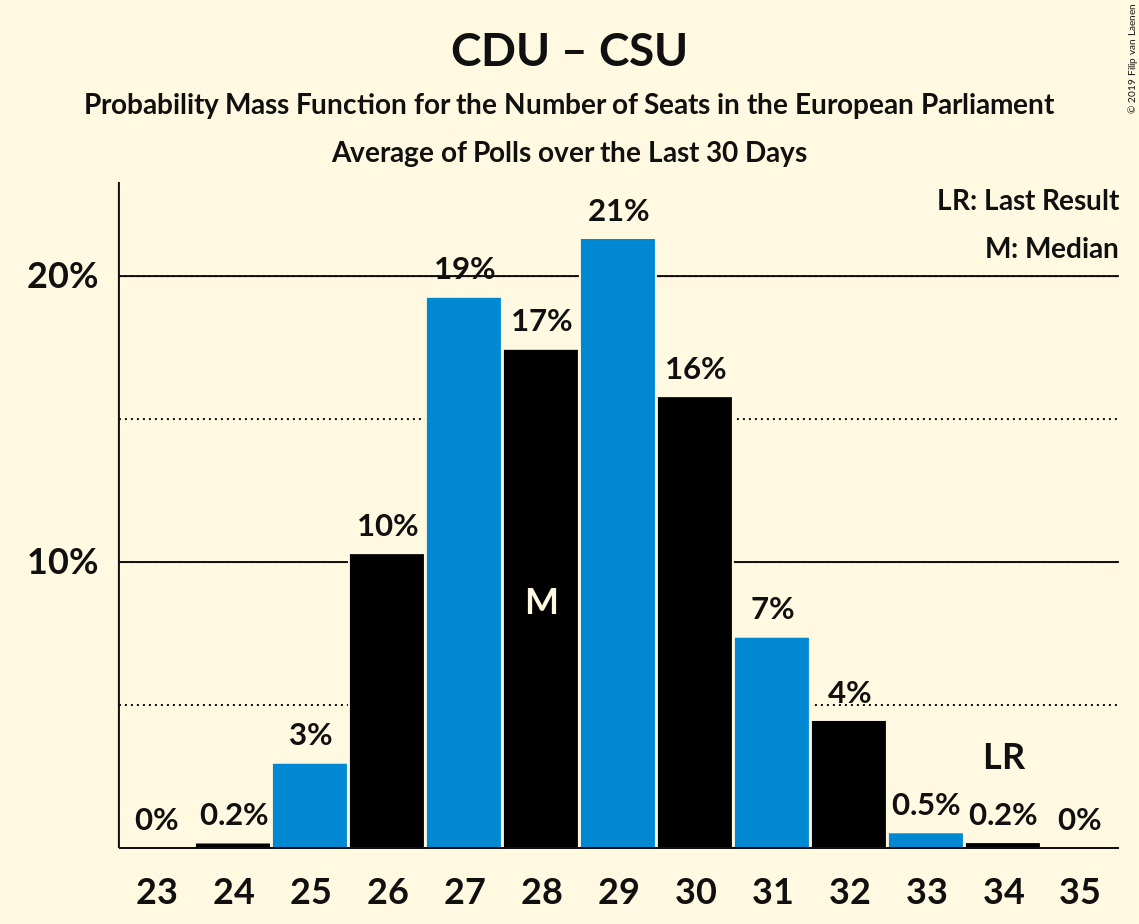 CDU – CSU
Probability Mass Function for the Number of Seats in the European Parliament
Average of Polls over the Last 30 Days
© 2019 Filip van Laenen
LR: Last Result
M: Median
21%
20%
19%
17%
16%
10%
10%
M
7%
4%
3%
LR
0% 0.2% 0.5% 0.2% 0%
23 24 25 26 27 28 29 30 31 32 33 34 35